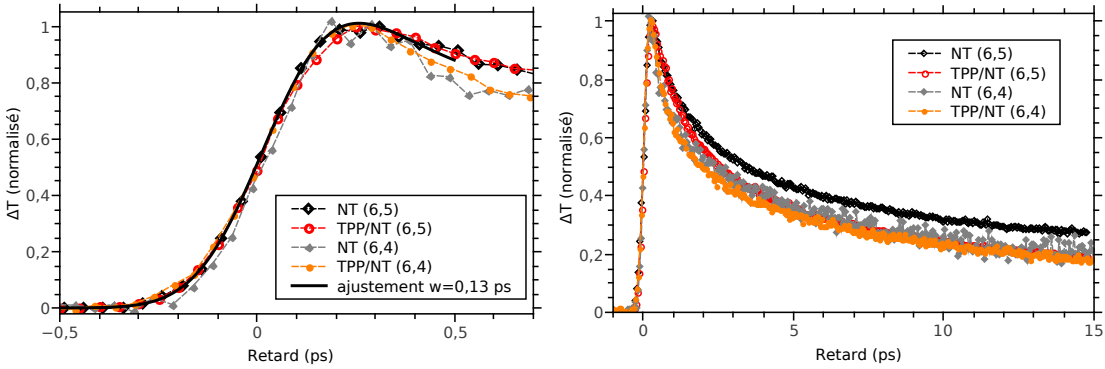 1
0,8
0,6
0,4
0,2
0
ΔT (normalisé)
NT (6,5)
TPP/NT (6,5)
NT (6,4)
TPP/NT (6,4)
ajustement w=0,13 ps
−0,5
0
0,5
Retard (ps)
1
0,8
0,6
0,4
0,2
0
ΔT (normalisé)
NT (6,5)
TPP/NT (6,5)
NT (6,4)
TPP/NT (6,4)
0
5
10
15
Retard (ps)